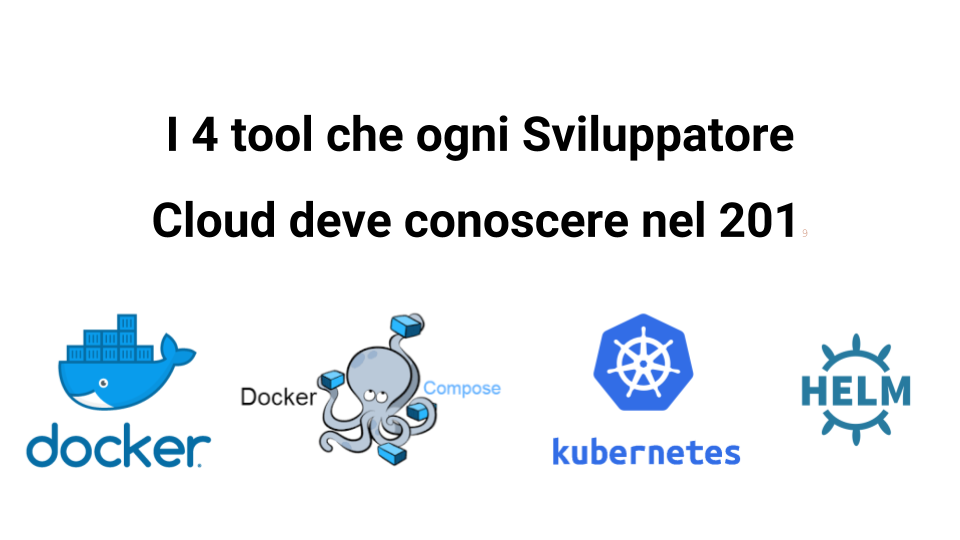 I 4 tool che ogni Sviluppatore
Cloud deve conoscere nel 2019
docker
Docker Compose
kubernetes
HELM